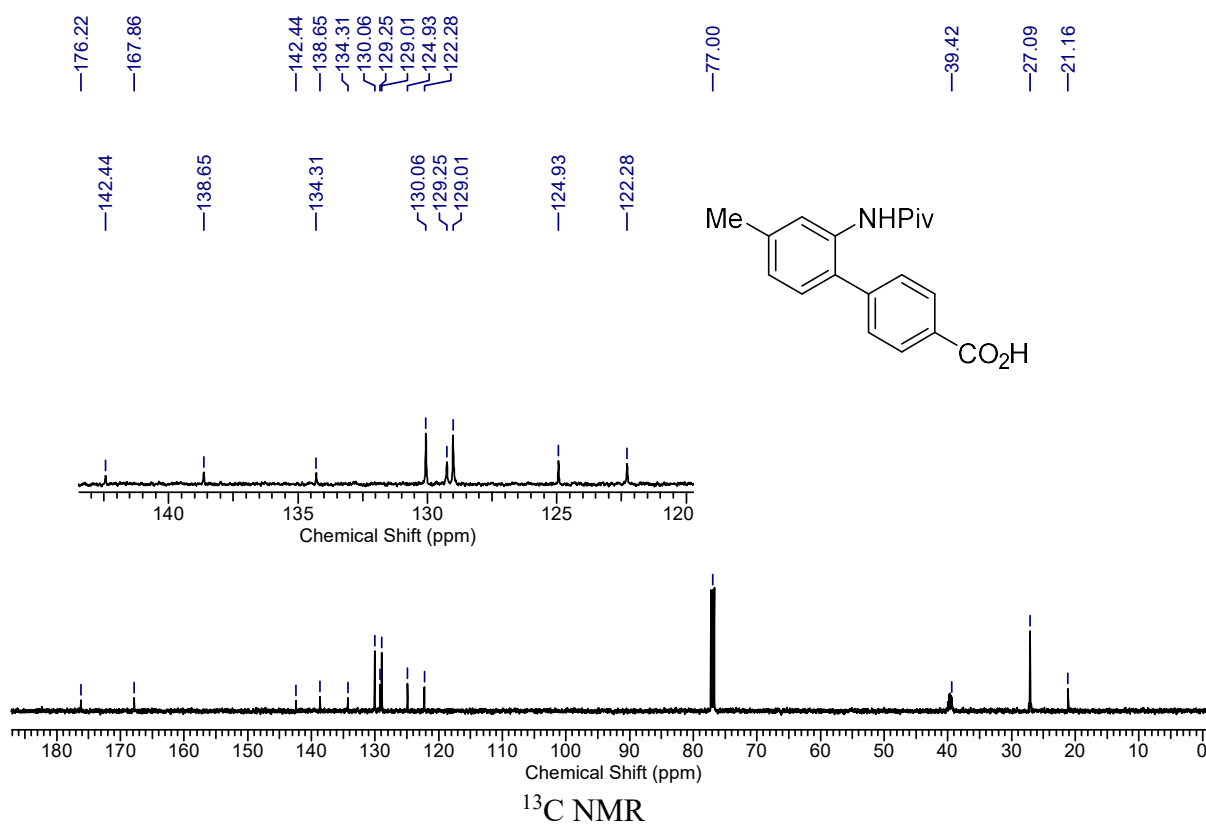 176.22
167.86
142.44
138.65
134.31
130.06
129.25
129.01
124.93
122.28
77.00
39.42
27.09
21.16
142.44
138.65
134.31
130.06
129.25
129.01
124.93
122.28
Me
NHPiv
CO₂H
140 135 130 125 120
Chemical Shift (ppm)
180 170 160 150 140 130 120 110 100 90 80 70 60 50 40 30 20 10 0
Chemical Shift (ppm)
¹³C NMR